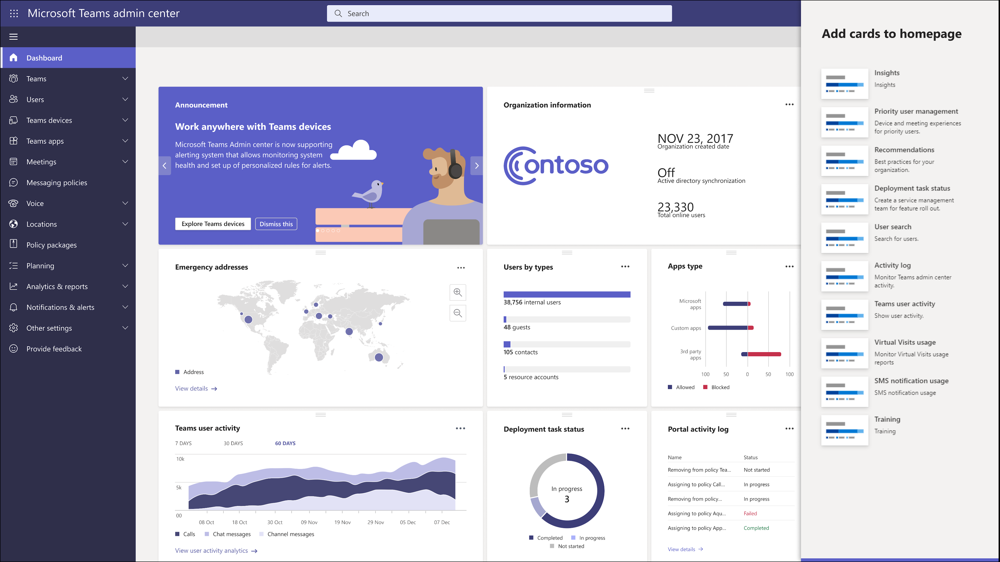 Microsoft Teams admin center
Search
Dashboard
Teams
Users
Teams devices
Teams apps
Meetings
Messaging policies
Voice
Locations
Policy packages
Planning
Analytics & reports
Notifications & alerts
Other settings
Provide feedback
Announcement
Work anywhere with Teams devices
Microsoft Teams Admin center is now supporting
alerting system that allows monitoring system
health and set up of personalized rules for alerts.
Explore Teams devices
Dismiss this
Organization information
Contoso
NOV 23, 2017
Organization created date
Off
Active directory synchronization
23,330
Total online users
Emergency addresses
Address
View details
Users by types
38,756 internal users
48 guests
105 contacts
5 resource accounts
Apps type
Microsoft
apps
Custom apps
3rd party
apps
100 50 0 50 100
Allowed Blocked
Teams user activity
7 DAYS 30 DAYS 60 DAYS
10k
5k
00
08 Oct 18 Oct 30 Oct 09 Nov 19 Nov 29 Nov 05 Dec 07 Dec
Calls Chat messages Channel messages
View user activity analytics
Deployment task status
In progress
3
Completed In progress
Not started
Portal activity log
Name Status
Removing from policy Tea... Not started
Assigning to policy Call... In progress
Removing from policy... In progress
Assigning to policy Aqu... Failed
Assigning to policy App... Completed
View details
Add cards to homepage
Insights
Insights
Priority user management
Device and meeting experiences
for priority users.
Recommendations
Best practices for your
organization.
Deployment task status
Create a service management
team for feature roll out.
User search
Search for users.
Activity log
Monitor Teams admin center
activity.
Teams user activity
Show user activity.
Virtual Visits usage
Monitor Virtual Visits usage
reports
SMS notification usage
SMS notification usage
Training
Training